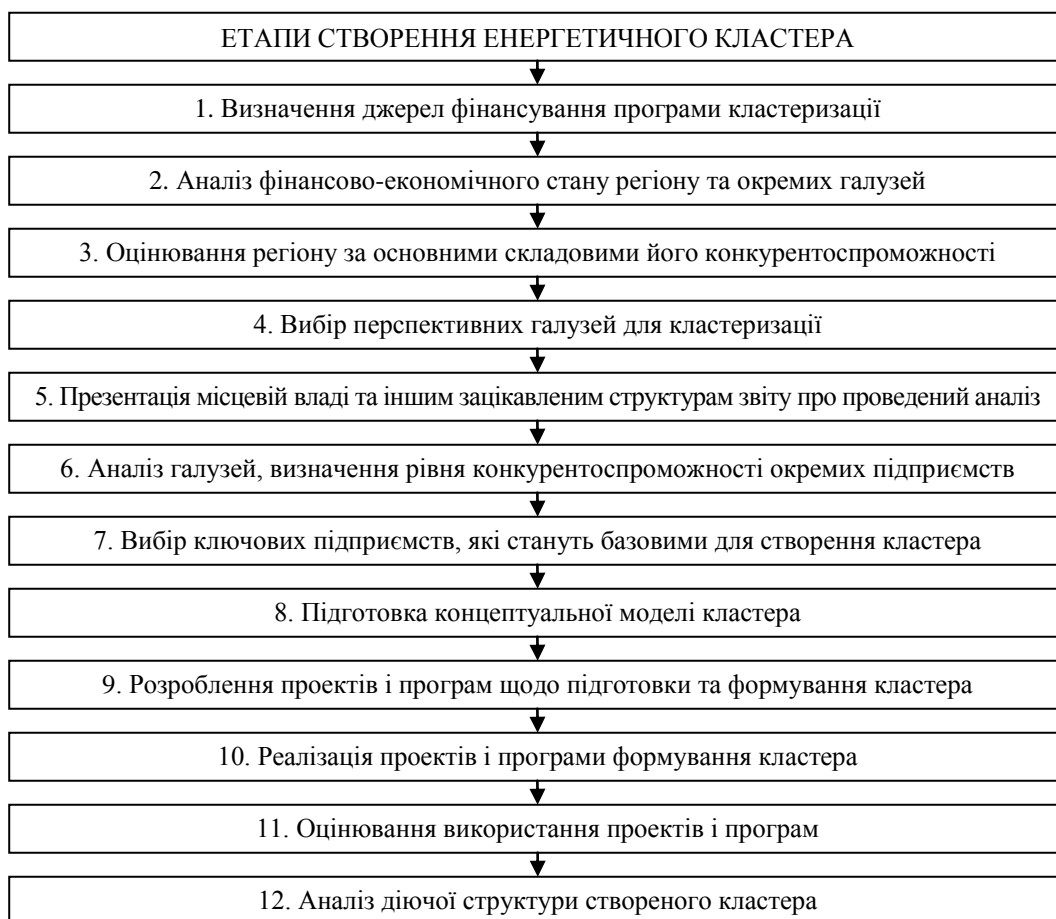 ЕТАПИ СТВОРЕННЯ ЕНЕРГЕТИЧНОГО КЛАСТЕРА
1. Визначення джерел фінансування програми кластеризації
2. Аналіз фінансово-економічного стану регіону та окремих галузей
3. Оцінювання регіону за основними складовими його конкурентоспроможності
4. Вибір перспективних галузей для кластеризації
5. Презентація місцевій владі та іншим зацікавленим структурам звіту про проведений аналіз
6. Аналіз галузей, визначення рівня конкурентоспроможності окремих підприємств
7. Вибір ключових підприємств, які стануть базовими для створення кластера
8. Підготовка концептуальної моделі кластера
9. Розроблення проектів і програм щодо підготовки та формування кластера
10. Реалізація проектів і програми формування кластера
11. Оцінювання використання проектів і програм
12. Аналіз діючої структури створеного кластера